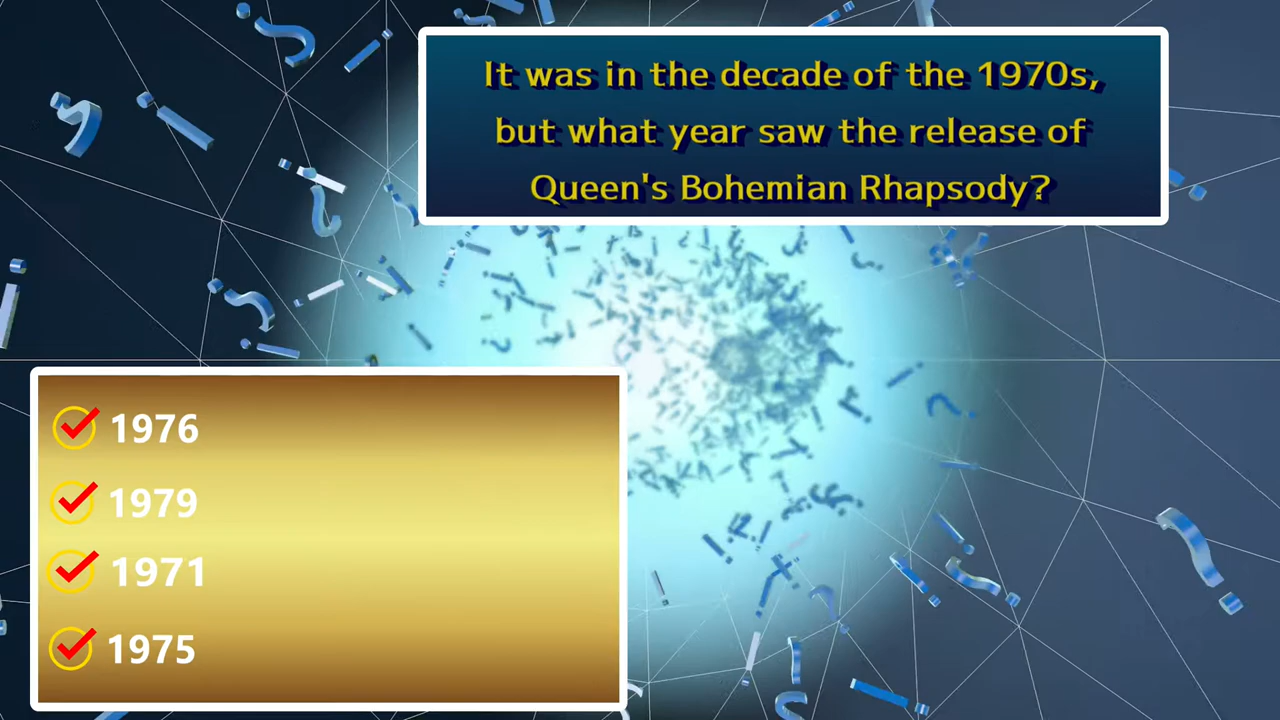 It was in the decade of the 1970s,
but what year saw the release of
Queen's Bohemian Rhapsody?
1976
1979
1971
1975